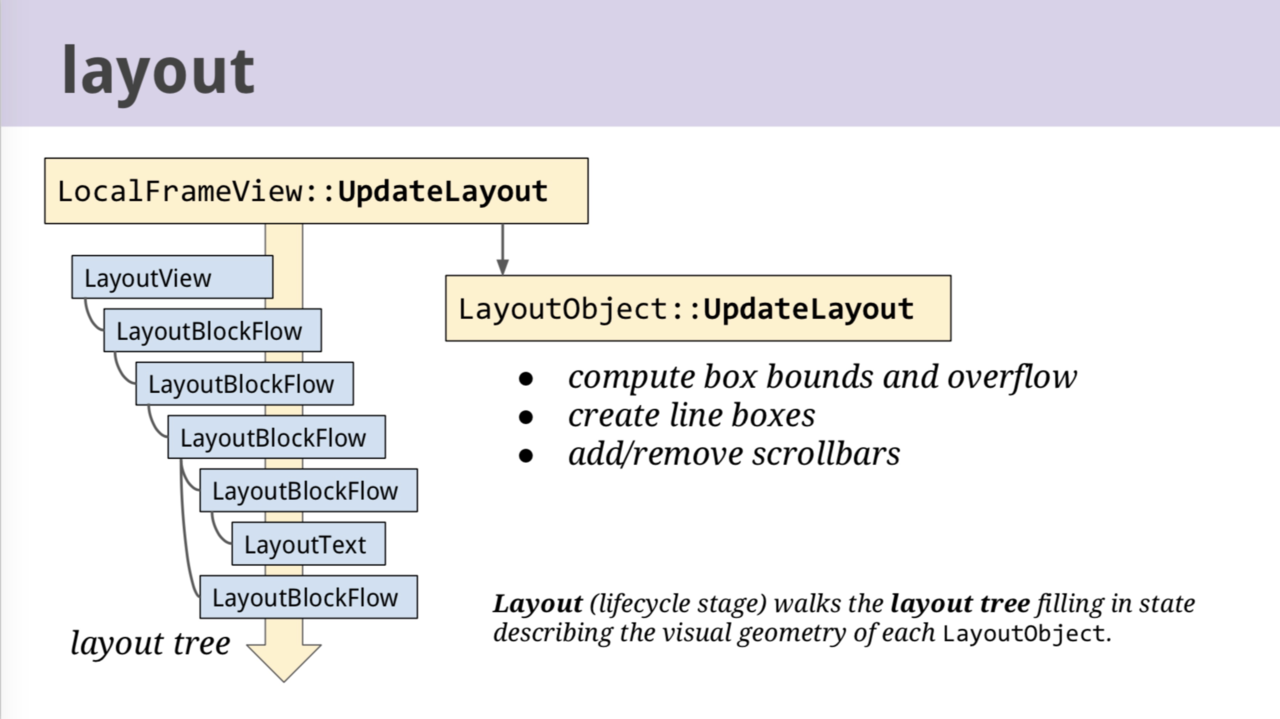 layout
LocalFrameView::UpdateLayout
LayoutView
LayoutBlockFlow
LayoutBlockFlow
LayoutBlockFlow
LayoutBlockFlow
LayoutText
LayoutBlockFlow
layout tree
LayoutObject::UpdateLayout
● compute box bounds and overflow
● create line boxes
● add/remove scrollbars
Layout (lifecycle stage) walks the layout tree filling in state
describing the visual geometry of each LayoutObject.